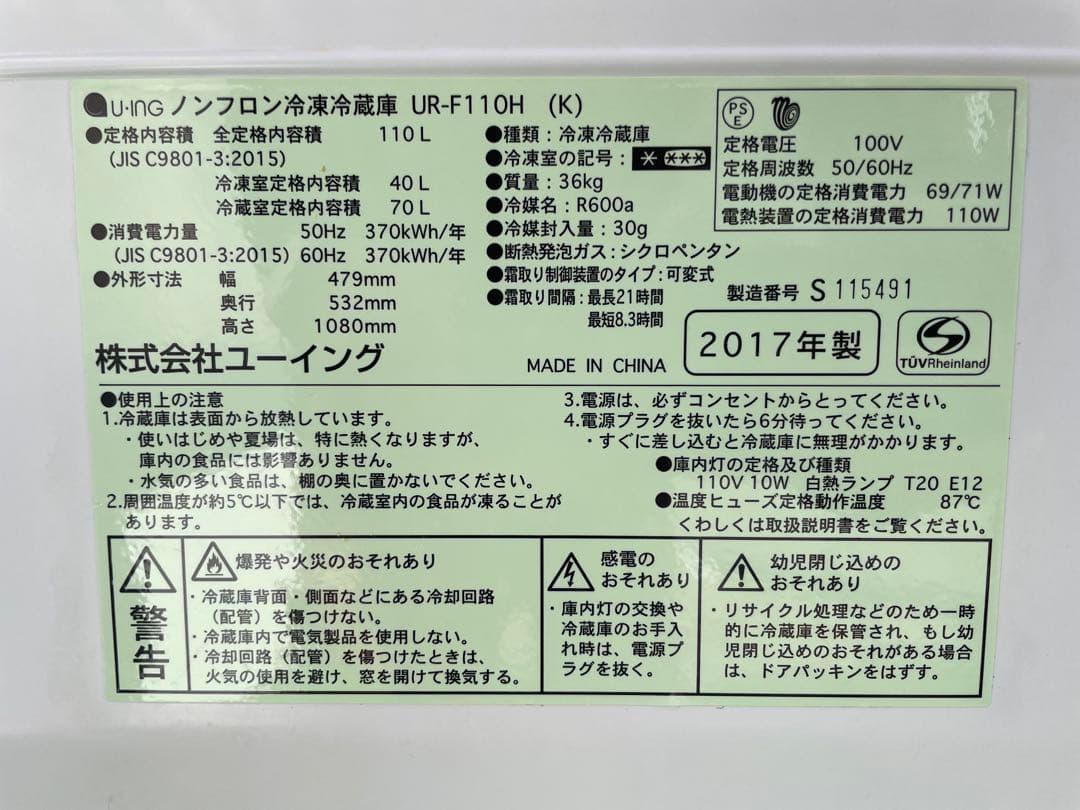 U·ING ノンフロン冷凍冷蔵庫 UR-F110H (K)
●定格内容積 全定格内容積 110 L
(JIS C9801-3:2015)
冷凍室定格内容積 40 L
冷蔵室定格内容積 70 L
●消費電力量 50Hz 370kWh/年
(JIS C9801-3:2015) 60Hz 370kWh/年
●外形寸法 幅 479mm
奥行 532mm
高さ 1080mm
株式会社ユーイング
●種類:冷凍冷蔵庫
●冷凍室の記号:* ***
●質量:36kg
●冷媒名:R600a
●冷媒封入量:30g
●断熱発泡ガス:シクロペンタン
●霜取り制御装置のタイプ:可変式
●霜取り間隔:最長21時間
最短8.3時間
MADE IN CHINA
PS
E
定格電圧 100V
定格周波数 50/60Hz
電動機の定格消費電力 69/71W
電熱装置の定格消費電力 110W
製造番号 S 115491
2017年製
TÜVRheinland
●使用上の注意
1.冷蔵庫は表面から放熱しています。
・使いはじめや夏場は、特に熱くなりますが、
庫内の食品には影響ありません。
・水気の多い食品は、棚の奥に置かないでください。
2.周囲温度が約5℃以下では、冷蔵室内の食品が凍ることが
あります。
3.電源は、必ずコンセントからとってください。
4.電源プラグを抜いたら6分待ってください。
・すぐに差し込むと冷蔵庫に無理がかかります。
●庫内灯の定格及び種類
110V 10W 白熱ランプ T20 E12
●温度ヒューズ定格動作温度 87℃
くわしくは取扱説明書をご覧ください。
警告
爆発や火災のおそれあり
・冷蔵庫背面・側面などにある冷却回路
(配管)を傷つけない。
・冷蔵庫内で電気製品を使用しない。
・冷却回路(配管)を傷つけたときは、
火気の使用を避け、窓を開けて換気する。
感電の
おそれあり
・庫内灯の交換や
冷蔵庫のお手入
れ時は、電源プ
ラグを抜く。
幼児閉じ込めの
おそれあり
・リサイクル処理などのため一時
的に冷蔵庫を保管され、もし幼
児閉じ込めのおそれがある場合
は、ドアパッキンをはずす。